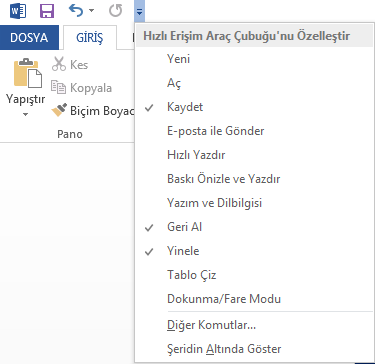 DOSYA
GİRİŞ
Hızlı Erişim Araç Çubuğu'nu Özelleştir
Yapıştır
Kes
Kopyala
Biçim Boyac
Pano
Yeni
Aç
Kaydet
E-posta ile Gönder
Hızlı Yazdır
Baskı Önizle ve Yazdır
Yazım ve Dilbilgisi
Geri Al
Yinele
Tablo Çiz
Dokunma/Fare Modu
Diğer Komutlar...
Şeridin Altında Göster